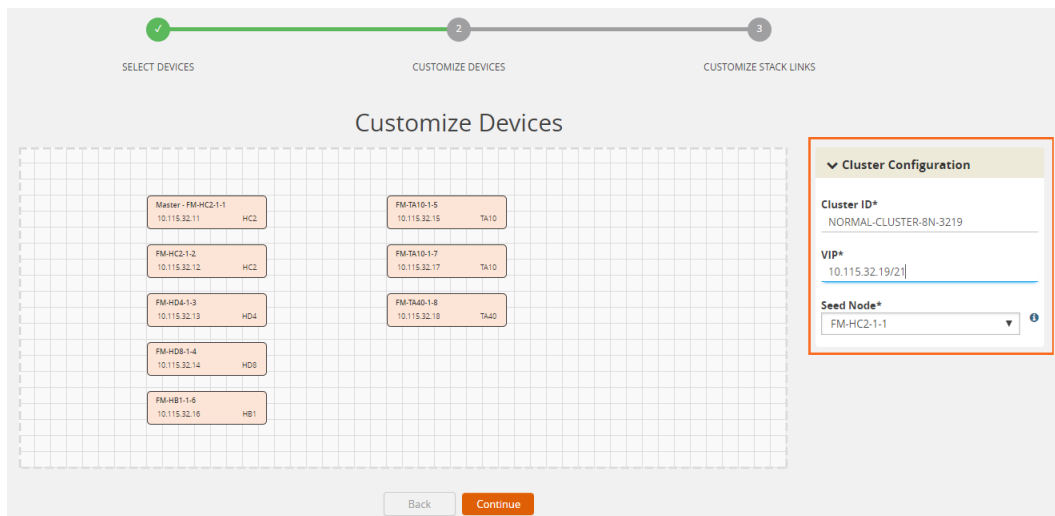 ✓ 2 3
SELECT DEVICES CUSTOMIZE DEVICES CUSTOMIZE STACK LINKS
Customize Devices
Master - FM-HC2-1-1
10.115.32.11 HC2
FM-HC2-1-2
10.115.32.12 HC2
FM-HD4-1-3
10.115.32.13 HD4
FM-HD8-1-4
10.115.32.14 HD8
FM-HB1-1-6
10.115.32.16 HB1
FM-TA10-1-5
10.115.32.15 TA10
FM-TA10-1-7
10.115.32.17 TA10
FM-TA40-1-8
10.115.32.18 TA40
Cluster Configuration
Cluster ID*
NORMAL-CLUSTER-8N-3219
VIP*
10.115.32.19/21
Seed Node*
FM-HC2-1-1
Back Continue